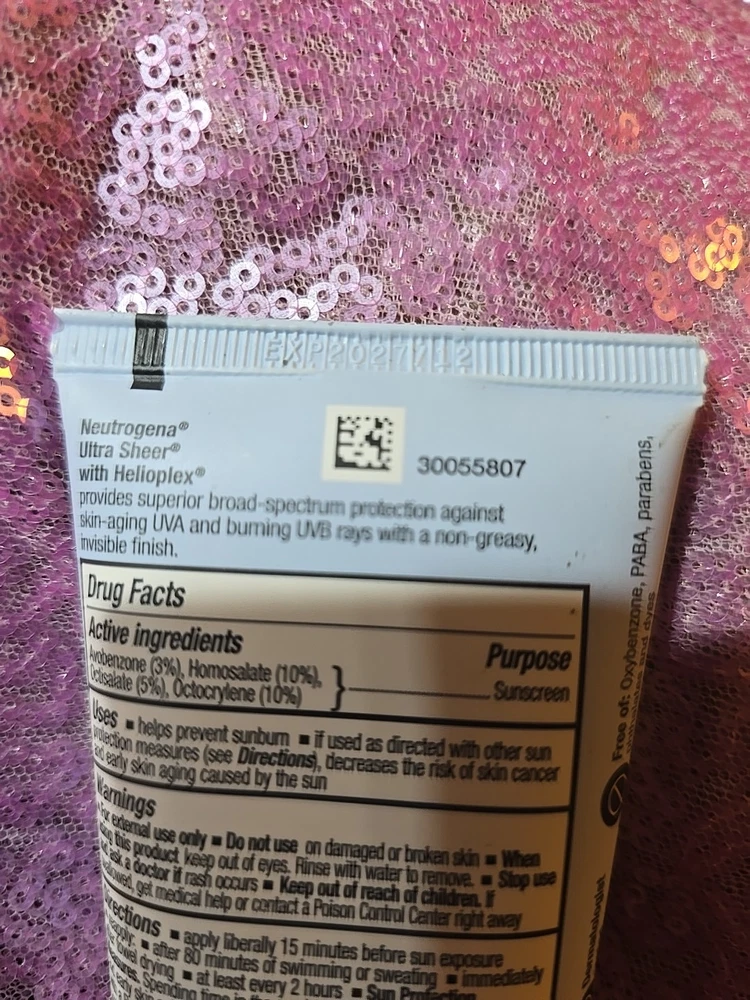 EXP2027/12
Neutrogena®
Ultra Sheer®
with Helioplex®
30055807
provides superior broad-spectrum protection against
skin-aging UVA and burning UVB rays with a non-greasy,
invisible finish.
Drug Facts
Active ingredients
Purpose
Avobenzone (3%), Homosalate (10%),
Octisalate (5%), Octocrylene (10%)
Sunscreen
Uses ■ helps prevent sunburn ■ if used as directed with other sun
protection measures (see Directions), decreases the risk of skin cancer
and early skin aging caused by the sun
Warnings
For external use only ■ Do not use on damaged or broken skin ■ When
using this product keep out of eyes. Rinse with water to remove. ■ Stop use
ask a doctor if rash occurs ■ Keep out of reach of children. If
swallowed, get medical help or contact a Poison Control Center right away
Directions ■ apply liberally 15 minutes before sun exposure
apply: ■ after 80 minutes of swimming or sweating ■ immediately
towel drying ■ at least every 2 hours ■ Sun Protection
Spending time in the
early skin
Free of: Oxybenzone, PABA, parabens,
and dyes
Dermatologist